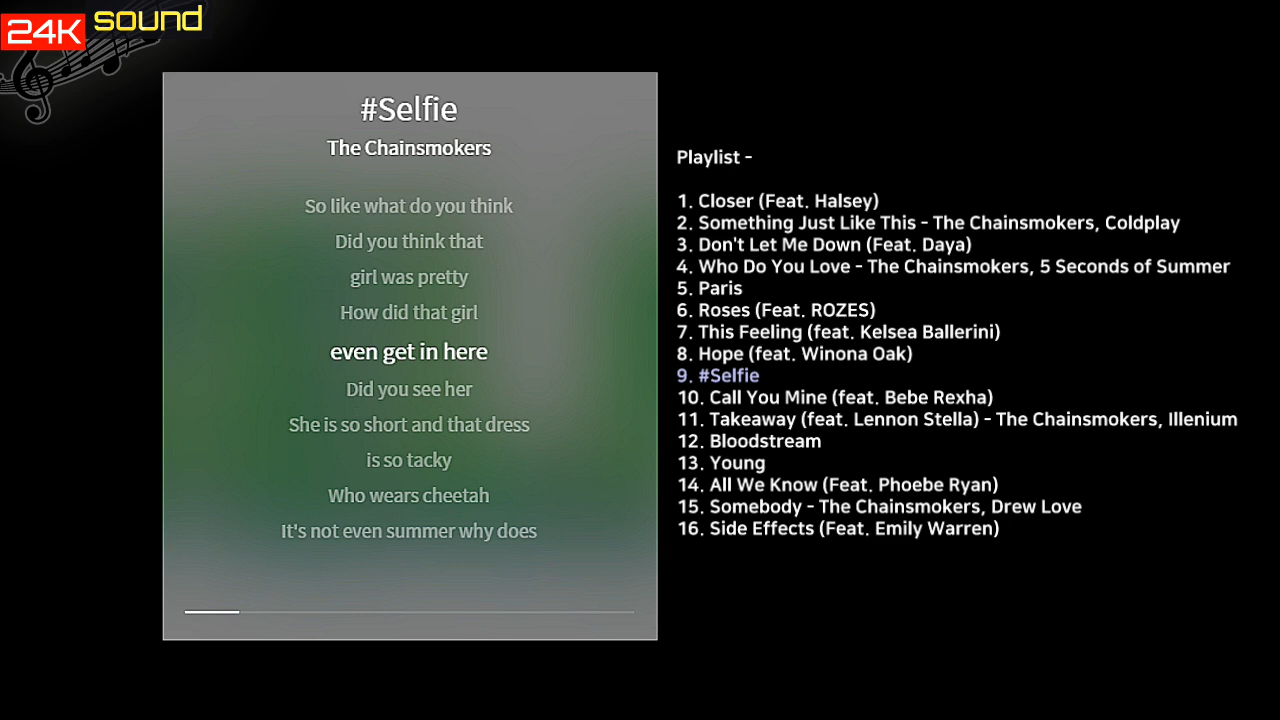 24K sound
#Selfie
The Chainsmokers
So like what do you think
Did you think that
girl was pretty
How did that girl
even get in here
Did you see her
She is so short and that dress
is so tacky
Who wears cheetah
It's not even summer why does
Playlist -
1. Closer (Feat. Halsey)
2. Something Just Like This - The Chainsmokers, Coldplay
3. Don't Let Me Down (Feat. Daya)
4. Who Do You Love - The Chainsmokers, 5 Seconds of Summer
5. Paris
6. Roses (Feat. ROZES)
7. This Feeling (feat. Kelsea Ballerini)
8. Hope (feat. Winona Oak)
9. #Selfie
10. Call You Mine (feat. Bebe Rexha)
11. Takeaway (feat. Lennon Stella) - The Chainsmokers, Illenium
12. Bloodstream
13. Young
14. All We Know (Feat. Phoebe Ryan)
15. Somebody - The Chainsmokers, Drew Love
16. Side Effects (Feat. Emily Warren)